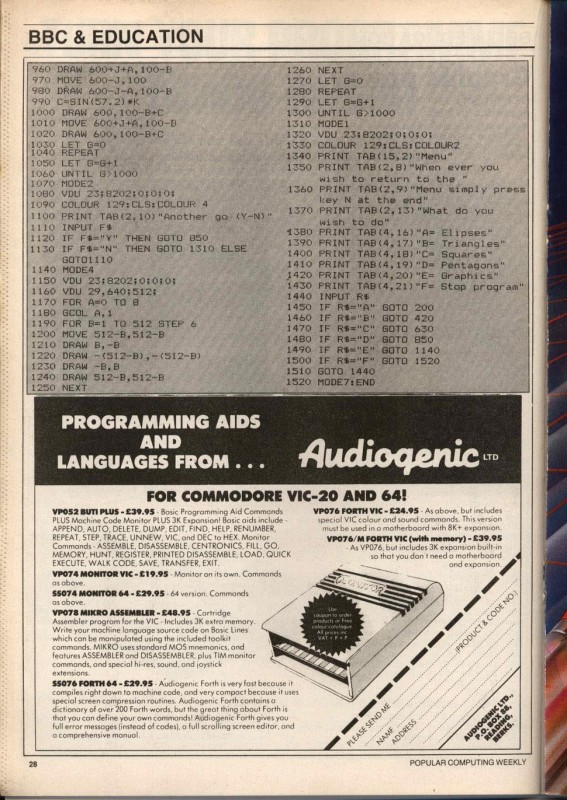 BBC & EDUCATION
960 DRAW 600+J+A,100-B
970 MOVE 600-J,100
980 DRAW 600-J-A,100-B
990 C=SIN(57.2)*K
1000 DRAW 600,100-B+C
1010 MOVE 600+J+A,100-B
1020 DRAW 600,100-B+C
1030 LET G=0
1040 REPEAT
1050 LET G=G+1
1060 UNTIL G>1000
1070 MODE2
1080 VDU 23;8202;0;0;0;
1090 COLOUR 129:CLS:COLOUR 4
1100 PRINT TAB(2,10)"Another go (Y-N)"
1110 INPUT F$
1120 IF F$="Y" THEN GOTO 850
1130 IF F$="N" THEN GOTO 1310 ELSE
GOTO1110
1140 MODE4
1150 VDU 23;8202;0;0;0;
1160 VDU 29,640;512;
1170 FOR A=0 TO 8
1180 GCOL A,1
1190 FOR B=1 TO 512 STEP 6
1200 MOVE 512-B,512-B
1210 DRAW B,-B
1220 DRAW -(512-B),-(512-B)
1230 DRAW -B,B
1240 DRAW 512-B,512-B
1250 NEXT
1260 NEXT
1270 LET G=0
1280 REPEAT
1290 LET G=G+1
1300 UNTIL G>1000
1310 MODE1
1320 VDU 23;8202;0;0;0;
1330 COLOUR 129:CLS:COLOUR2
1340 PRINT TAB(15,2)"Menu"
1350 PRINT TAB(2,8)"When ever you
wish to return to the "
1360 PRINT TAB(2,9)"Menu simply press
key N at the end"
1370 PRINT TAB(2,13)"What do you
wish to do"
1380 PRINT TAB(4,16)"A= Elipses"
1390 PRINT TAB(4,17)"B= Triangles"
1400 PRINT TAB(4,18)"C= Squares"
1410 PRINT TAB(4,19)"D= Pentagons"
1420 PRINT TAB(4,20)"E= Graphics"
1430 PRINT TAB(4,21)"F= Stop program"
1440 INPUT R$
1450 IF R$="A" GOTO 200
1460 IF R$="B" GOTO 420
1470 IF R$="C" GOTO 630
1480 IF R$="D" GOTO 850
1490 IF R$="E" GOTO 1140
1500 IF R$="F" GOTO 1520
1510 GOTO 1440
1520 MODE7:END
PROGRAMMING AIDS
AND
LANGUAGES FROM . . .
Audiogenic LTD
FOR COMMODORE VIC-20 AND 64!
VP052 BUTI PLUS - £39.95 - Basic Programming Aid Commands
PLUS Machine Code Monitor PLUS 3K Expansion! Basic aids include -
APPEND, AUTO, DELETE, DUMP, EDIT, FIND, HELP, RENUMBER,
REPEAT, STEP, TRACE, UNNEW, VIC, and DEC to HEX. Monitor
Commands - ASSEMBLE, DISASSEMBLE, CENTRONICS, FILL, GO,
MEMORY, HUNT, REGISTER, PRINTED DISASSEMBLE, LOAD, QUICK
EXECUTE, WALK CODE, SAVE, TRANSFER, EXIT.
VP074 MONITOR VIC - £19.95 - Monitor on its own. Commands
as above.
SS074 MONITOR 64 - £29.95 - 64 version. Commands
as above.
VP078 MIKRO ASSEMBLER - £48.95 - Cartridge
Assembler program for the VIC - Includes 3K extra memory.
Write your machine language source code on Basic Lines
which can be manipulated using the included toolkit
commands. MIKRO uses standard MOS mnemonics, and
features ASSEMBLER and DISASSEMBLER, plus TIM monitor
commands, and special hi-res, sound, and joystick
extensions.
SS076 FORTH 64 - £29.95 - Audiogenic Forth is very fast because it
compiles right down to machine code, and very compact because it uses
special screen compression routines. Audiogenic Forth contains a
dictionary of over 200 Forth words, but the great thing about Forth is
that you can define your own commands! Audiogenic Forth gives you
full error messages (instead of codes), a full scrolling screen editor, and
a comprehensive manual.
VP076 FORTH VIC - £24.95 - As above, but includes
special VIC colour and sound commands. This version
must be used in a motherboard with 8K+ expansion.
VP076/M FORTH VIC (with memory) - £39.95
- As VP076, but includes 3K expansion built-in
so that you don t need a motherboard
and expansion.
Use
coupon to order
products or Free
colour catalogue
All prices inc
VAT + P + P
PLEASE SEND ME
(PRODUCT & CODE NO.)
NAME
ADDRESS
AUDIOGENIC LTD.,
P.O. BOX 88,
READING,
BERKS.
28
POPULAR COMPUTING WEEKLY